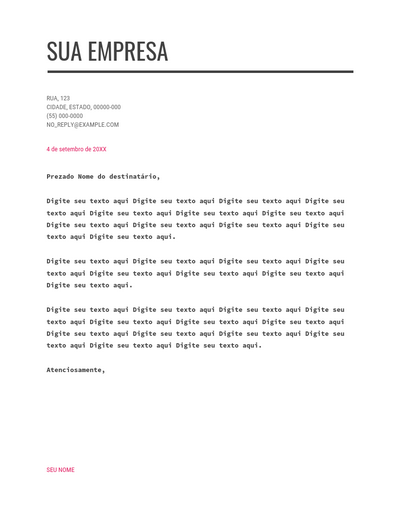 SUA EMPRESA
RUA, 123
CIDADE, ESTADO, 00000-000
(55) 000-0000
NO_REPLY@EXAMPLE.COM
4 de setembro de 20XX
Prezado Nome do destinatário,
Digite seu texto aqui Digite seu texto aqui Digite seu texto aqui Digite seu
texto aqui Digite seu texto aqui Digite seu texto aqui Digite seu texto aqui
Digite seu texto aqui Digite seu texto aqui Digite seu texto aqui Digite seu
texto aqui Digite seu texto aqui.
Digite seu texto aqui Digite seu texto aqui Digite seu texto aqui Digite seu
texto aqui Digite seu texto aqui Digite seu texto aqui Digite seu texto aqui
Digite seu texto aqui.
Digite seu texto aqui Digite seu texto aqui Digite seu texto aqui Digite seu
texto aqui Digite seu texto aqui Digite seu texto aqui Digite seu texto aqui
Digite seu texto aqui Digite seu texto aqui Digite seu texto aqui Digite seu
texto aqui Digite seu texto aqui Digite seu texto aqui.
Atenciosamente,
SEU NOME